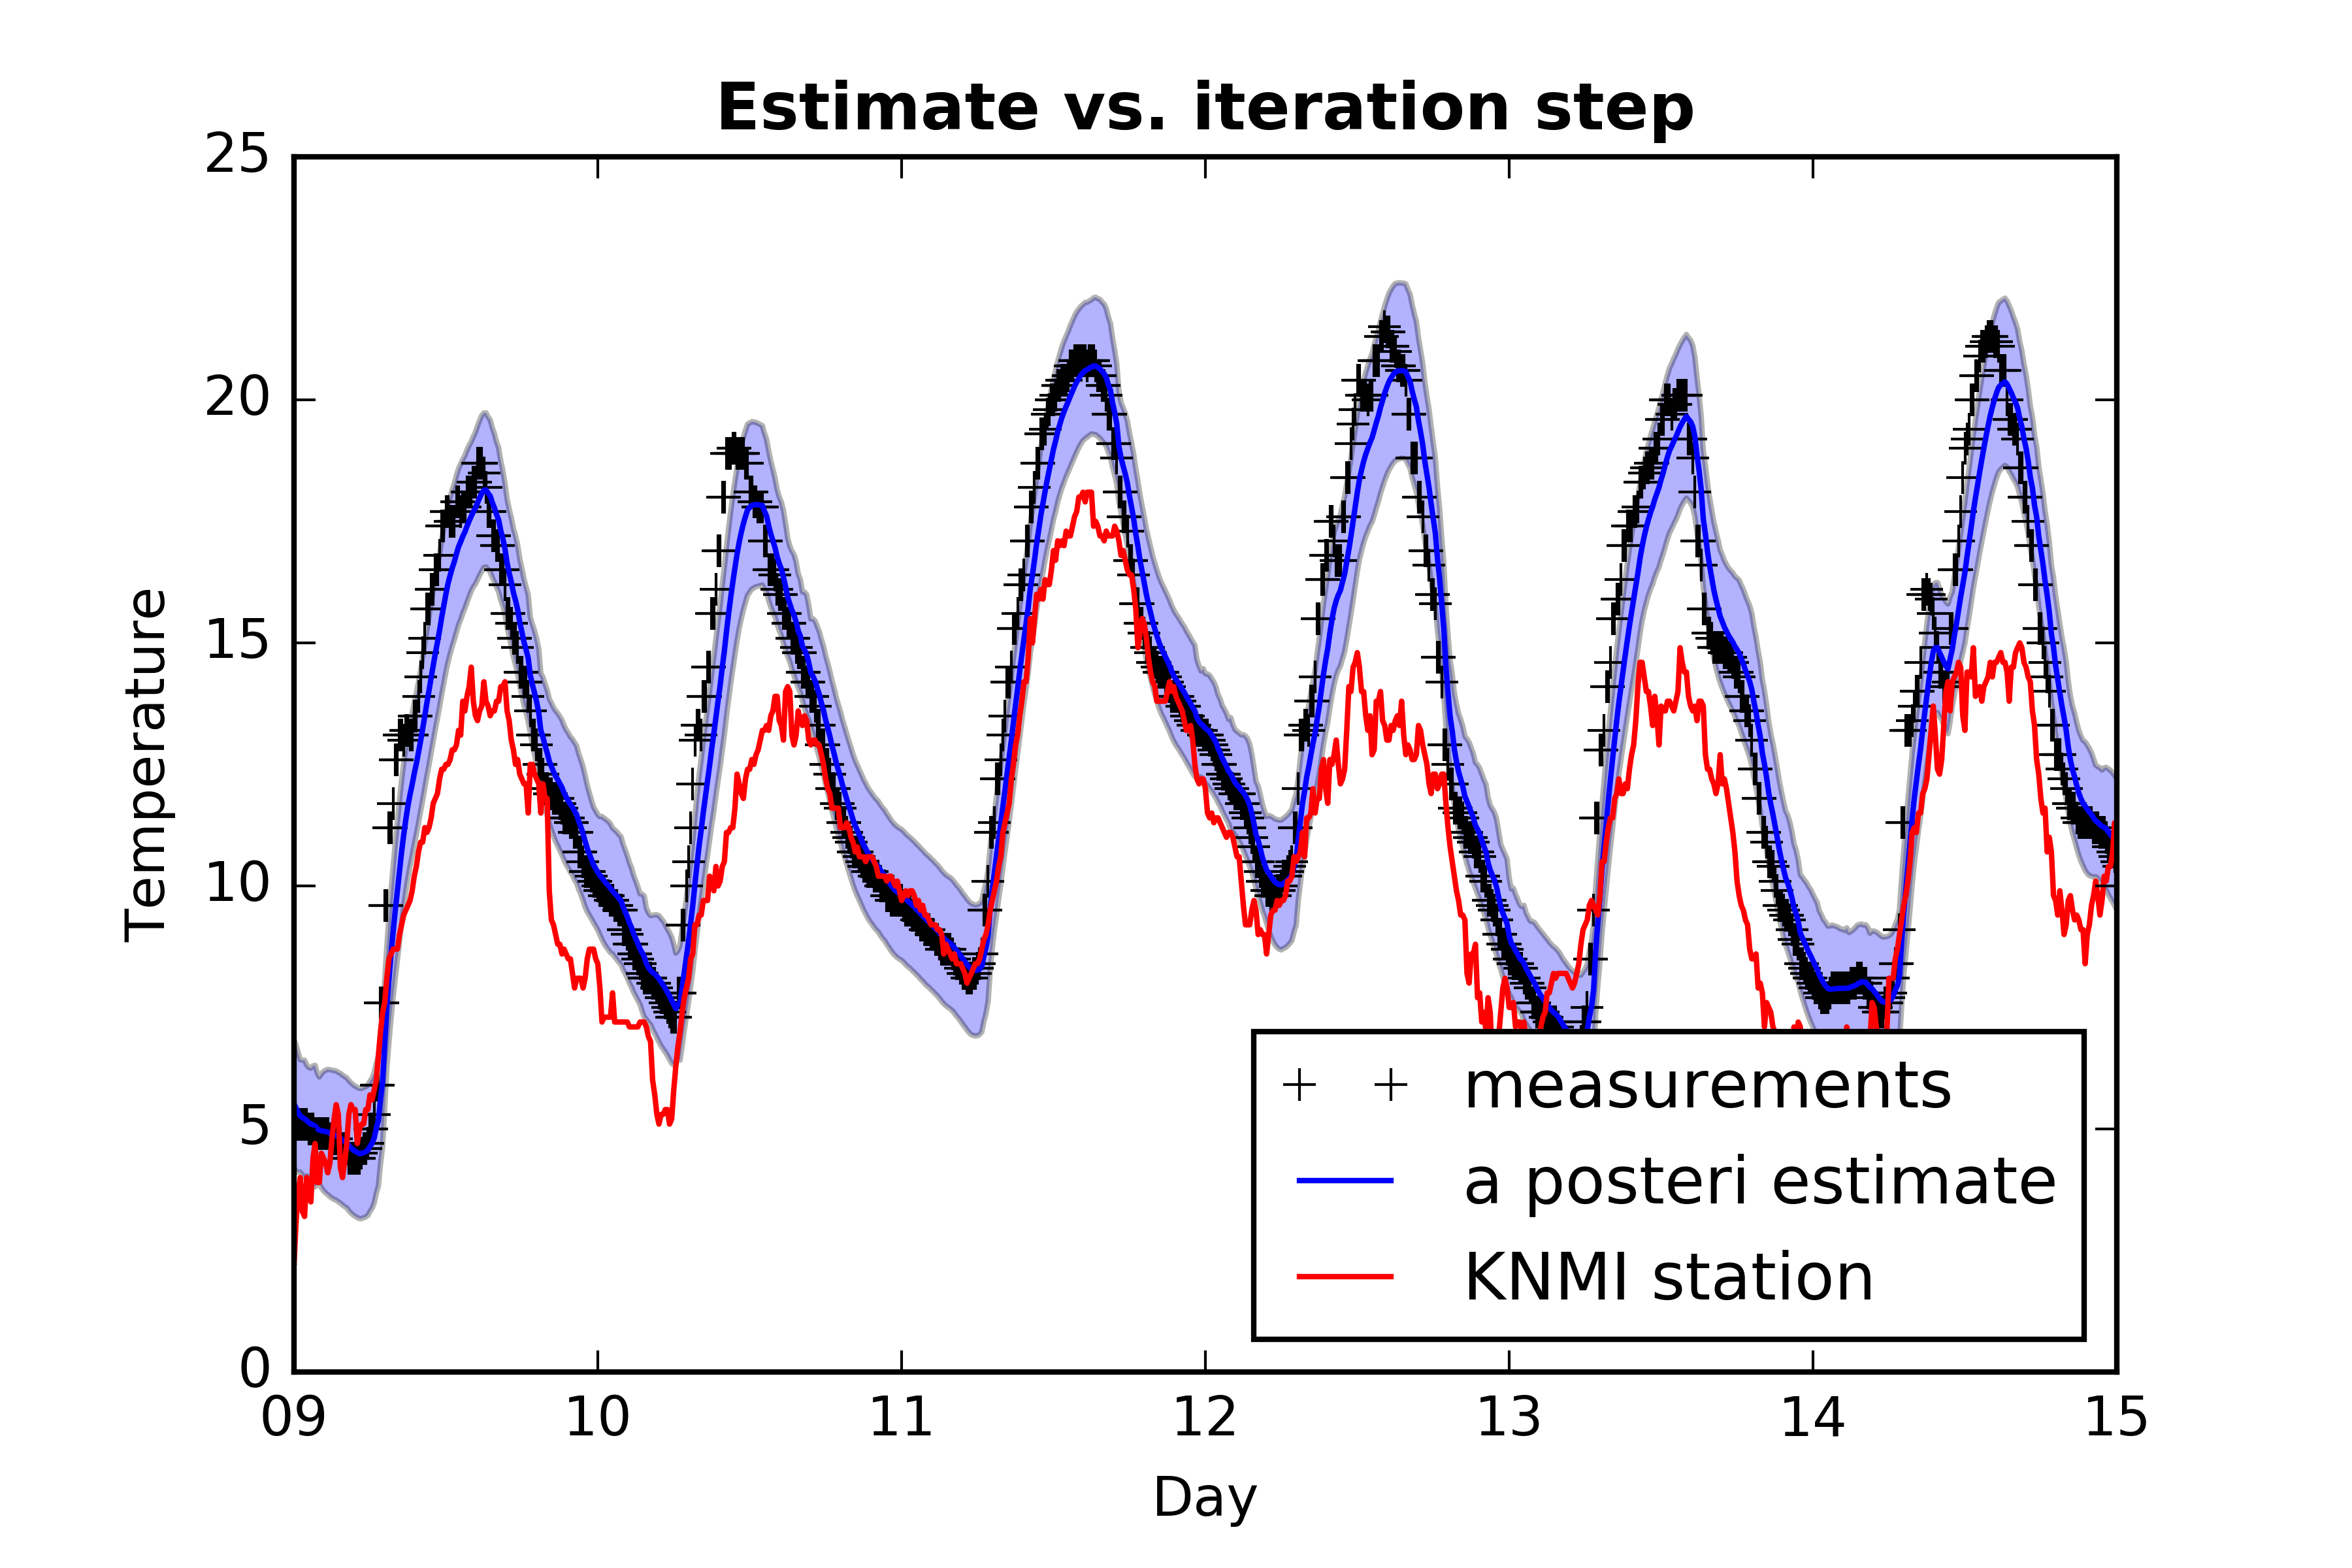 Estimate vs. iteration step
25
20
15
10
5
0
Temperature
09 10 11 12 13 14 15
Day
measurements
a posteri estimate
KNMI station